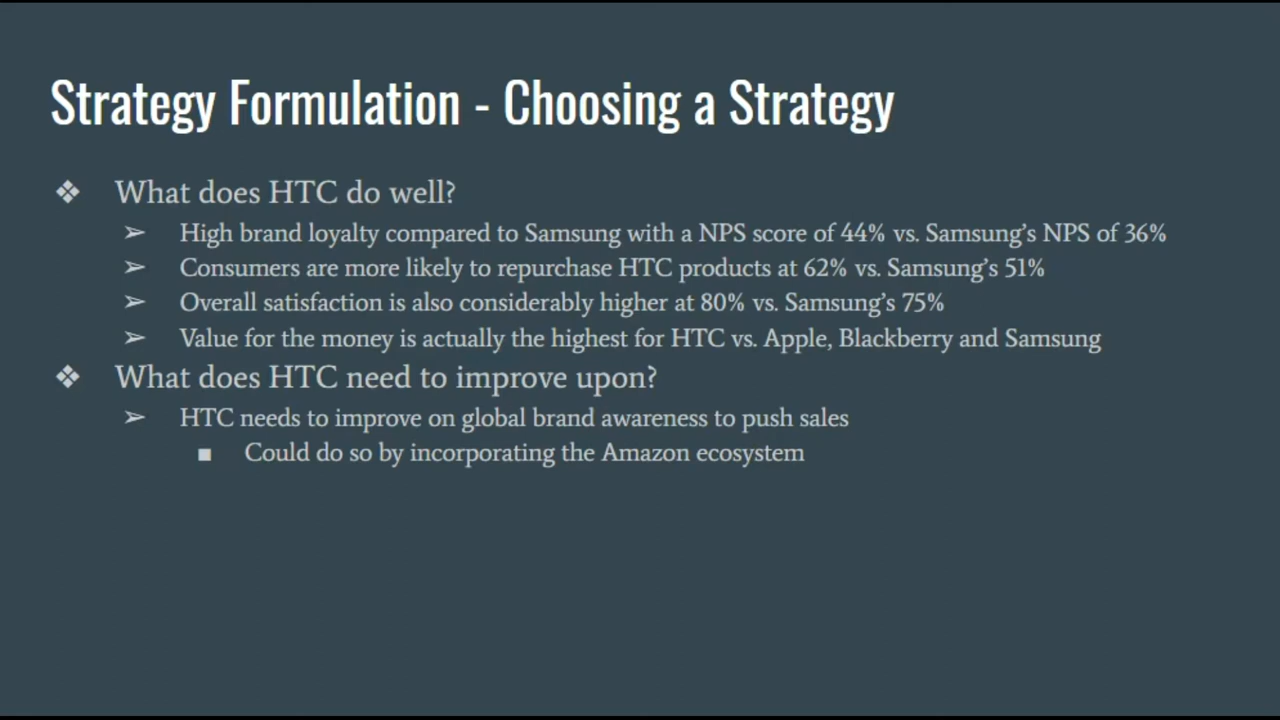 Strategy Formulation - Choosing a Strategy
❖ What does HTC do well?
➢ High brand loyalty compared to Samsung with a NPS score of 44% vs. Samsung's NPS of 36%
➢ Consumers are more likely to repurchase HTC products at 62% vs. Samsung's 51%
➢ Overall satisfaction is also considerably higher at 80% vs. Samsung's 75%
➢ Value for the money is actually the highest for HTC vs. Apple, Blackberry and Samsung
❖ What does HTC need to improve upon?
➢ HTC needs to improve on global brand awareness to push sales
■ Could do so by incorporating the Amazon ecosystem